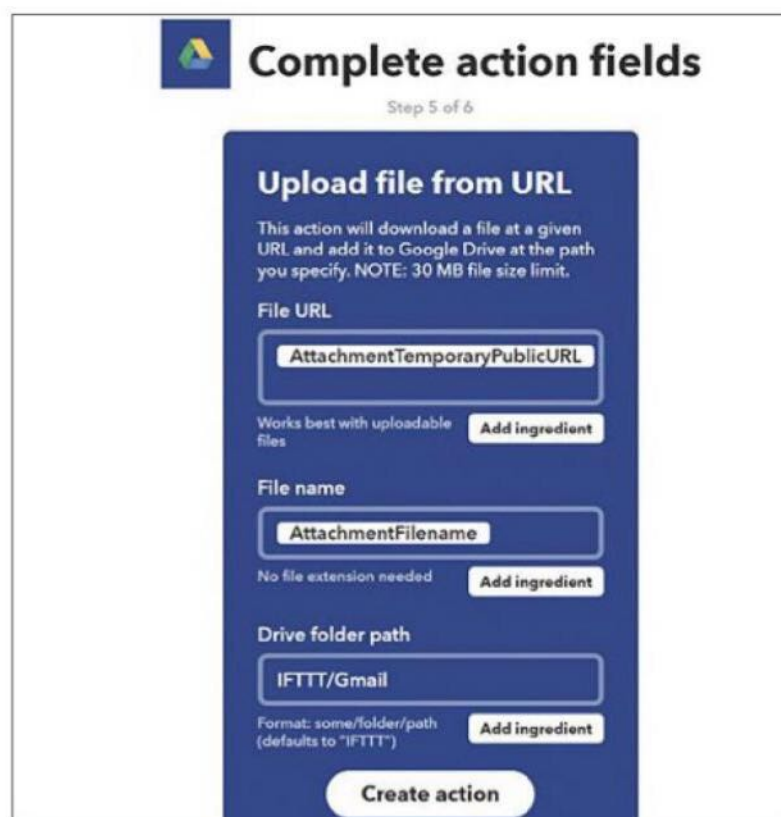 Complete action fields
Step 5 of 6
Upload file from URL
This action will download a file at a given
URL and add it to Google Drive at the path
you specify. NOTE: 30 MB file size limit.
File URL
AttachmentTemporaryPublicURL
Works best with uploadable
files
Add ingredient
File name
AttachmentFilename
No file extension needed
Add ingredient
Drive folder path
IFTTT/Gmail
Format: some/folder/path
(defaults to "IFTTT")
Add ingredient
Create action